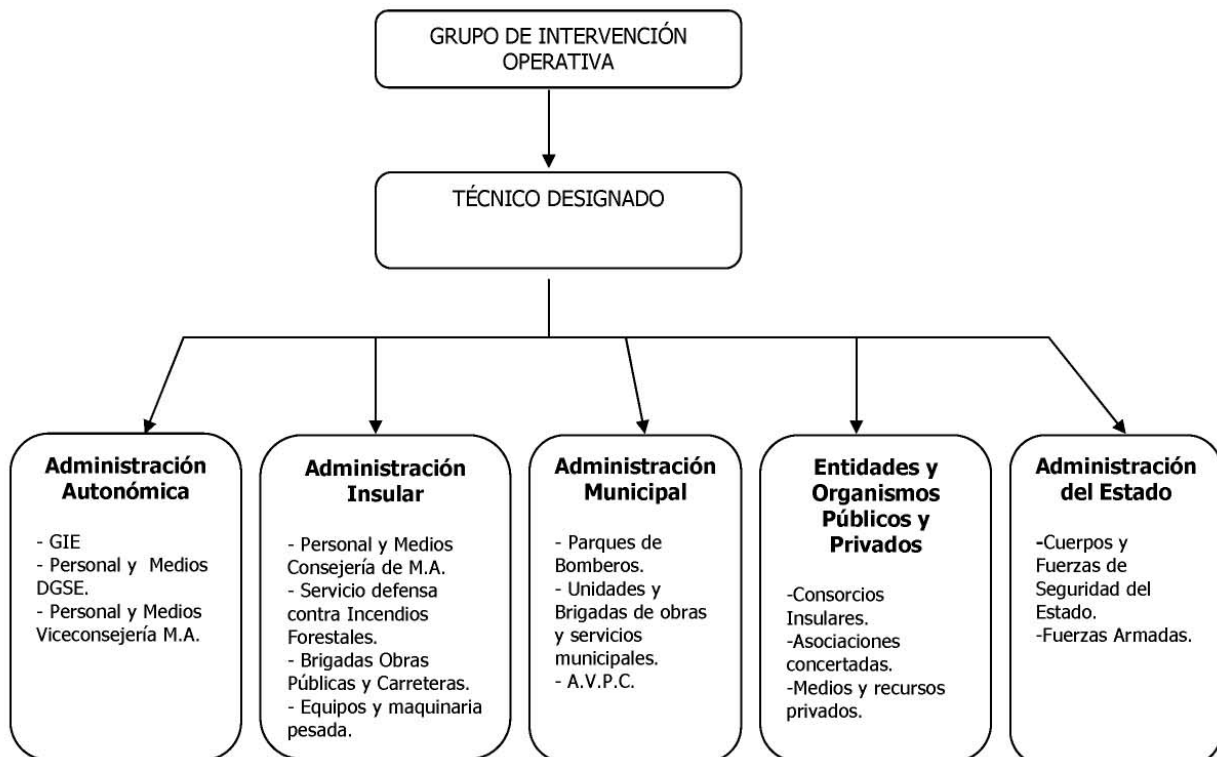 GRUPO DE INTERVENCIÓN
OPERATIVA
TÉCNICO DESIGNADO
Administración
Autonómica
- GIE
- Personal y Medios
DGSE.
- Personal y Medios
Viceconsejería M.A.
Administración
Insular
- Personal y Medios
Consejería de M.A.
- Servicio defensa
contra Incendios
Forestales.
- Brigadas Obras
Públicas y Carreteras.
- Equipos y maquinaria
pesada.
Administración
Municipal
- Parques de
Bomberos.
- Unidades y
Brigadas de obras
y servicios
municipales.
- A.V.P.C.
Entidades y
Organismos
Públicos y
Privados
-Consorcios
Insulares.
-Asociaciones
concertadas.
-Medios y recursos
privados.
Administración
del Estado
-Cuerpos y
Fuerzas de
Seguridad del
Estado.
-Fuerzas Armadas.